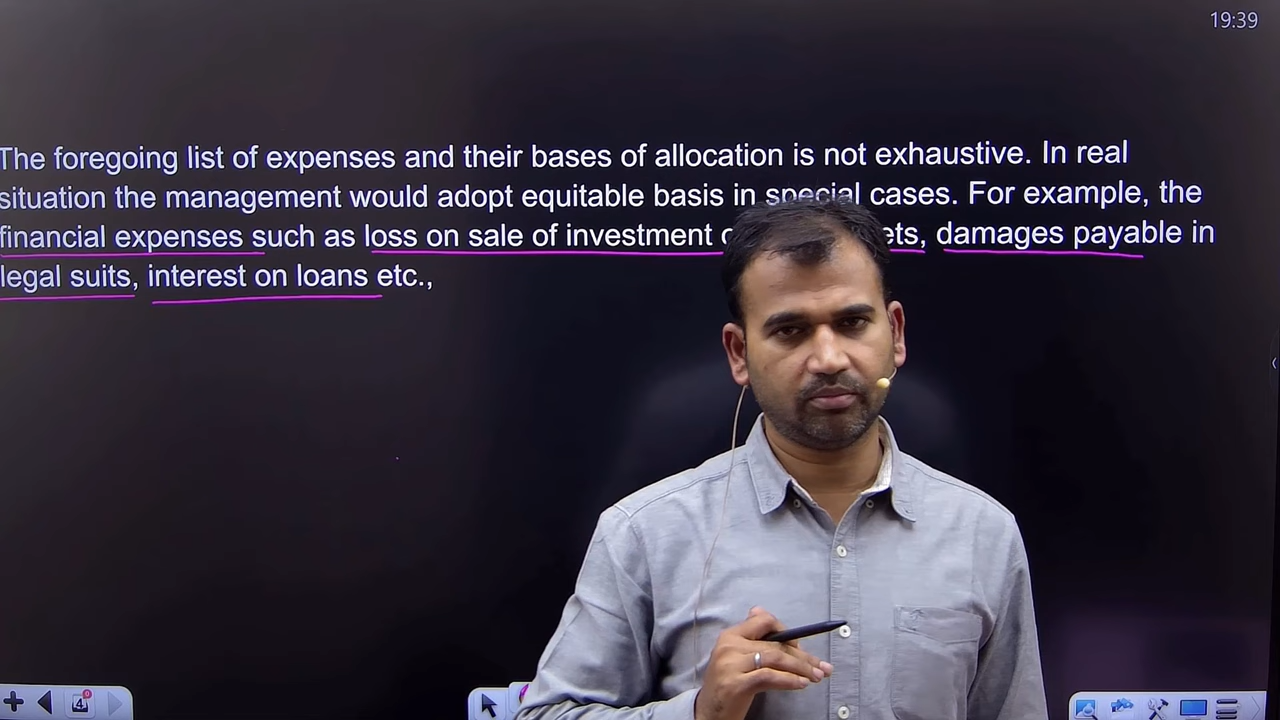 19:39
The foregoing list of expenses and their bases of allocation is not exhaustive. In real
situation the management would adopt equitable basis in special cases. For example, the
financial expenses such as loss on sale of investment ets, damages payable in
legal suits, interest on loans etc.,
4